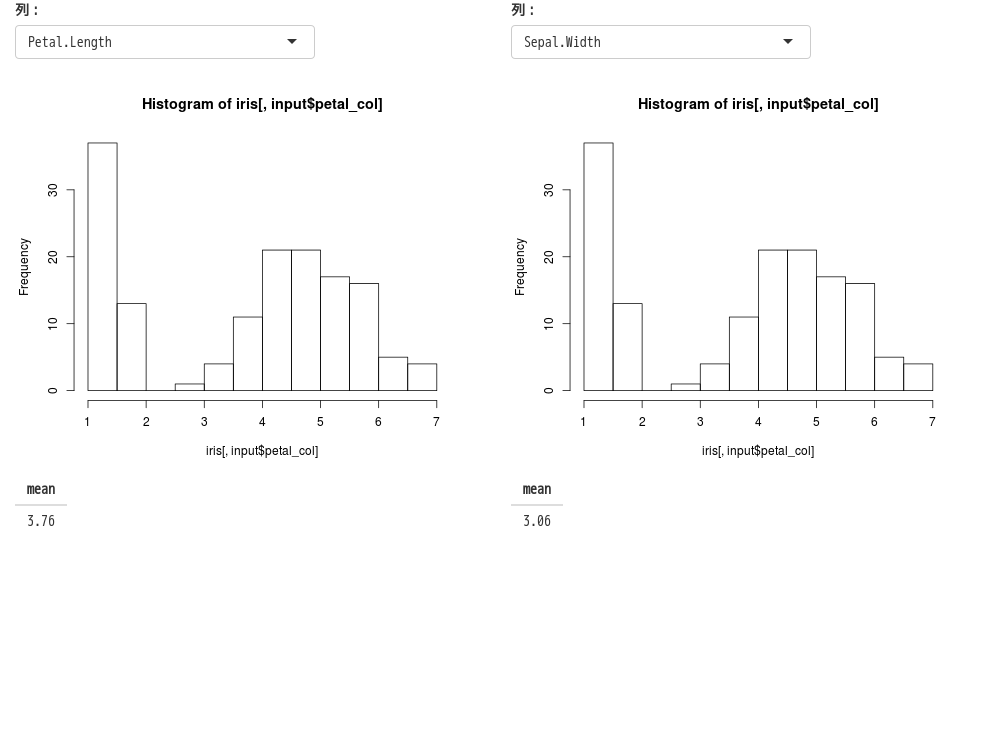 列：
Petal.Length
Histogram of iris[, input$petal_col]
Frequency
0
10
20
30
1 2 3 4 5 6 7
iris[, input$petal_col]
mean
3.76
列：
Sepal.Width
Histogram of iris[, input$petal_col]
Frequency
0
10
20
30
1 2 3 4 5 6 7
iris[, input$petal_col]
mean
3.06